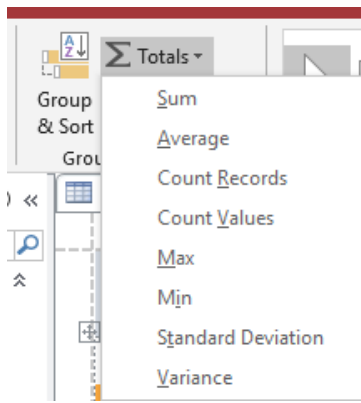 A
Z
Σ Totals
Group
& Sort
Grou
Sum
Average
Count Records
Count Values
Max
Min
Standard Deviation
Variance